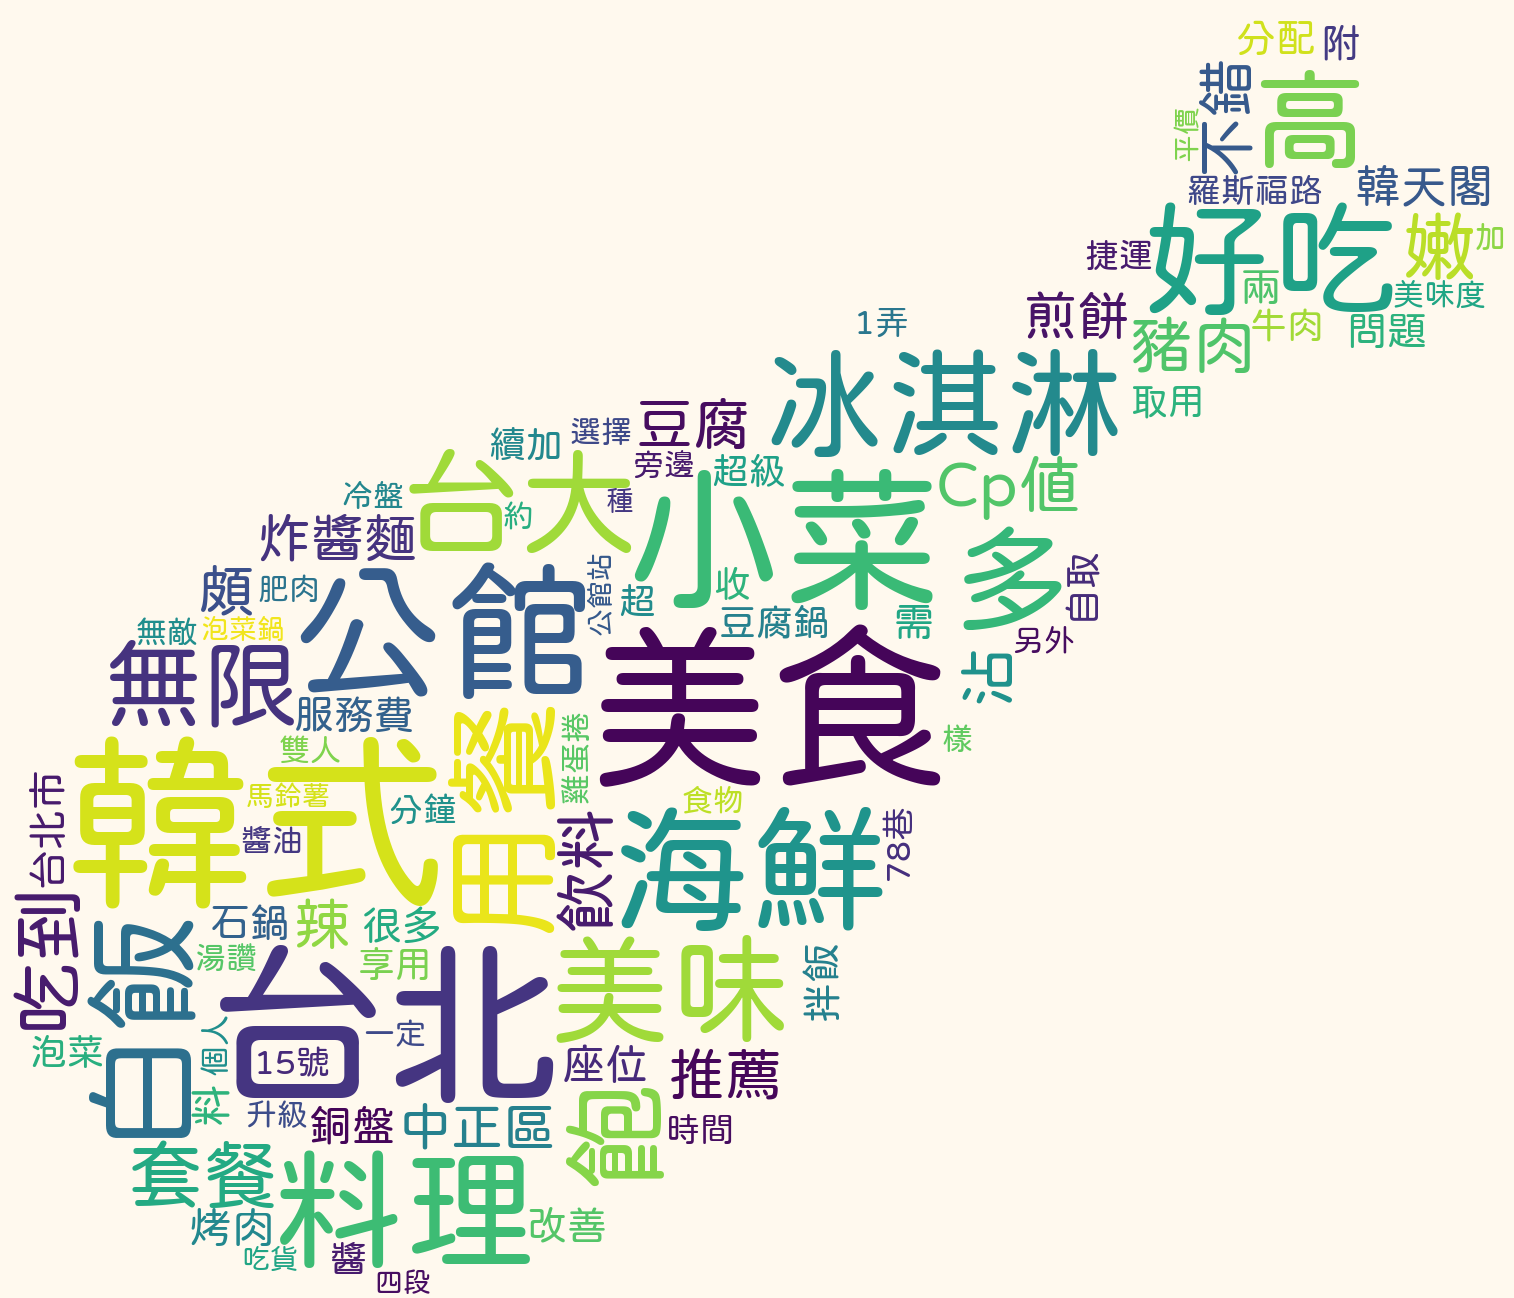 分配
附
不錯
高
平價
羅斯福路
韓天閣
捷運
好吃
嫩
加
兩
美味度
煎餅
豬肉
牛肉
問題
1弄
冰淇淋
取用
豆腐
選擇
續加
旁邊
超級
台大
種
約
冷盤
小菜
Cp值
炸醬麵
多
自取
公館站
收
超
豆腐鍋
需
另外
頗
肥肉
公館
無敵
泡菜鍋
美食
沾
無限
服務費
用餐
雞蛋捲
樣
雙人
韓式
馬鈴薯
分鐘
食物
醬油
台北市
飲料
海鮮
78巷
吃到
白飯
石鍋
辣
很多
湯讚
享用
台北
美味
拌飯
一定
15號
個人
泡菜
座位
推薦
料
升級
銅盤
中正區
飽
時間
套餐
料理
烤肉
改善
吃貨
醬
四段